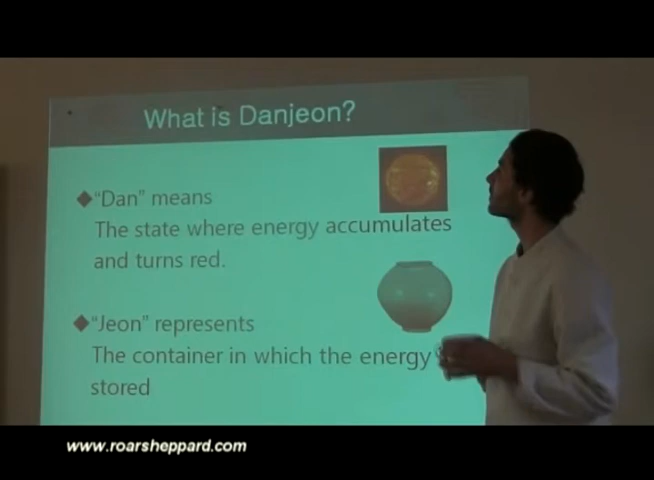 What is Danjeon?
◆"Dan" means
The state where energy accumulates
and turns red.
◆"Jeon" represents
The container in which the energy
stored
www.roarsheppard.com